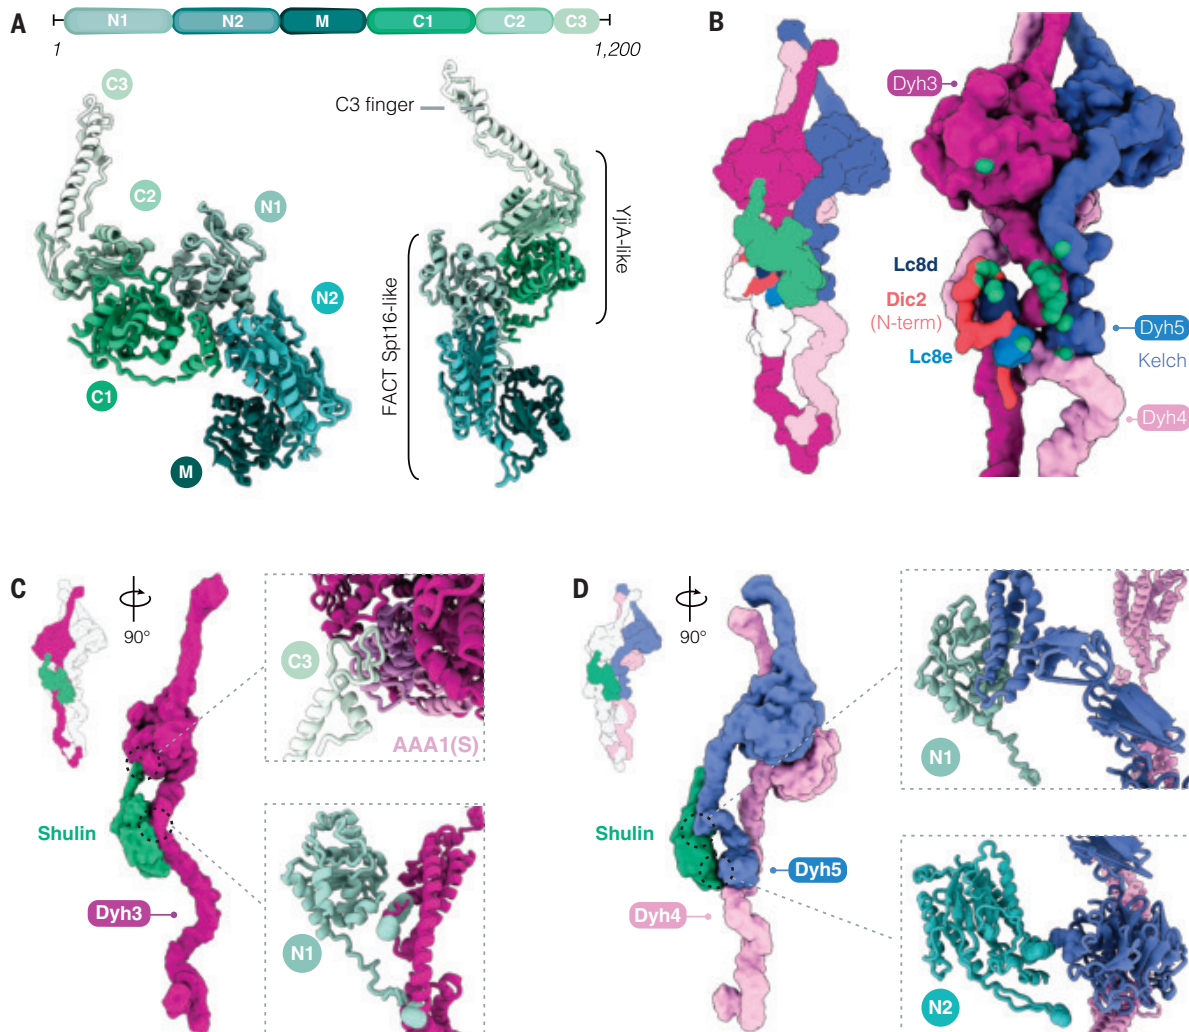 A
N1
N2
M
C1
C2
C3
1
1,200
C3
C2
N1
N2
C1
M
C3 finger
YjiA-like
FACT Spt16-like
B
Dyh3
Lc8d
Dic2
(N-term)
Lc8e
Dyh5
Kelch
Dyh4
C
90°
C3
AAA1(S)
Shulin
Dyh3
N1
D
90°
N1
Shulin
Dyh5
Dyh4
N2